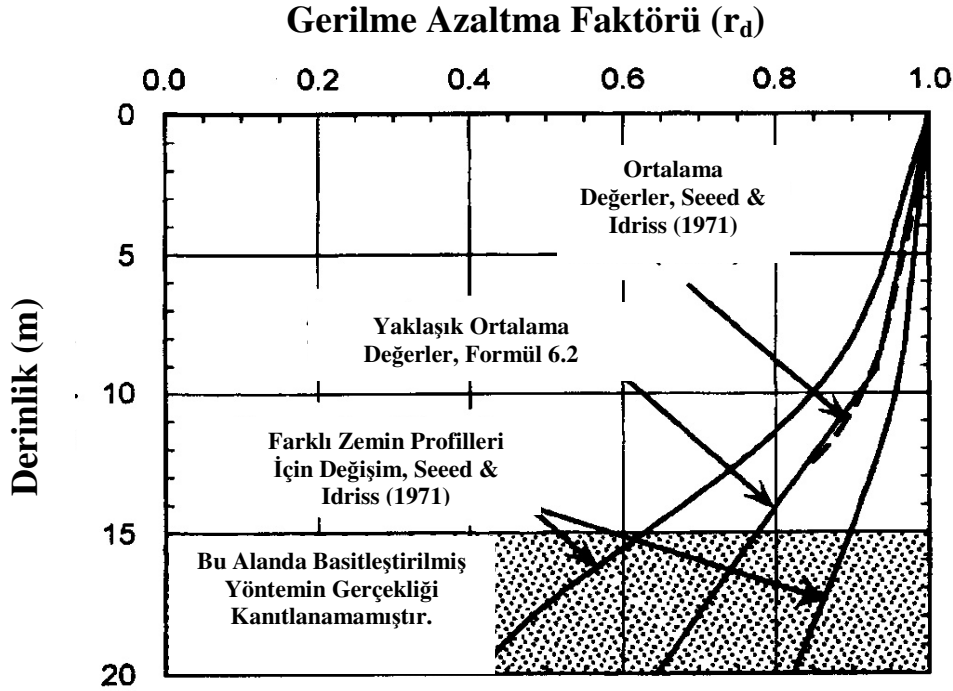 Gerilme Azaltma Faktörü (rd)
0.0 0.2 0.4 0.6 0.8 1.0
0
Ortalama
Değerler, Seeed &
Idriss (1971)
5
Yaklaşık Ortalama
Değerler, Formül 6.2
Derinlik (m)
10
Farklı Zemin Profilleri
İçin Değişim, Seeed &
Idriss (1971)
15
Bu Alanda Basitleştirilmiş
Yöntemin Gerçekliği
Kanıtlanamamıştır.
20